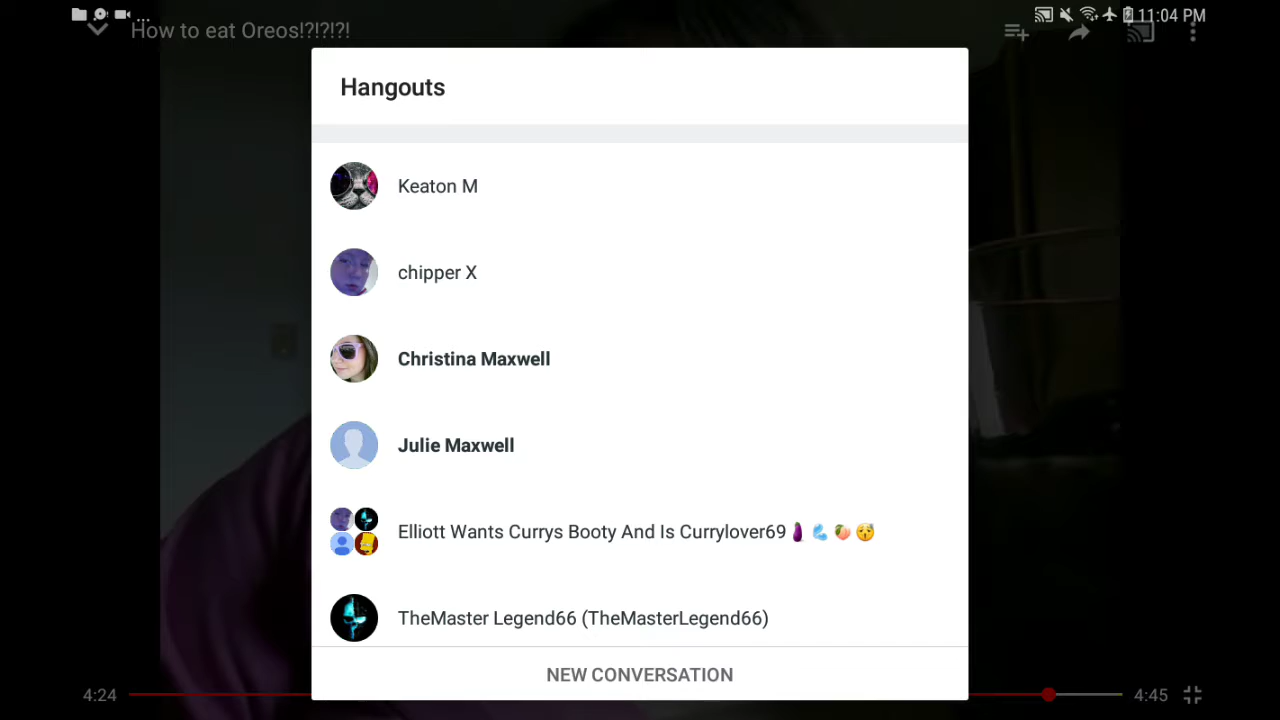 ... 11:04 PM
How to eat Oreos!?!?!?!
Hangouts
Keaton M
chipper X
Christina Maxwell
Julie Maxwell
Elliott Wants Currys Booty And Is Currylover69🍆🌊🍑😪
TheMaster Legend66 (TheMasterLegend66)
NEW CONVERSATION
4:24 4:45